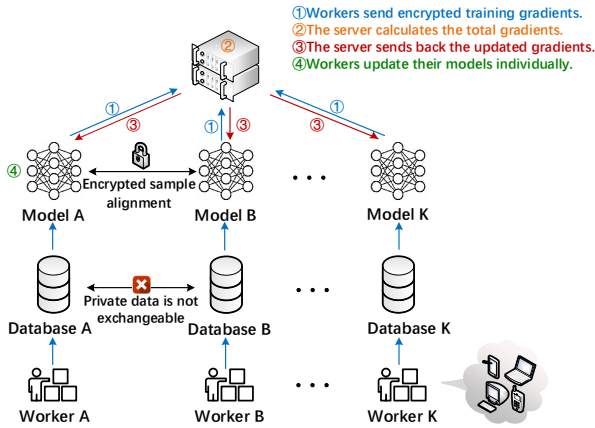 ①Workers send encrypted training gradients.
②The server calculates the total gradients.
③The server sends back the updated gradients.
④Workers update their models individually.
②
① ③ ① ③ ③ ①
④
Encrypted sample
alignment
...
Model A Model B Model K
Private data is not
exchangeable
...
Database A Database B Database K
...
Worker A Worker B Worker K